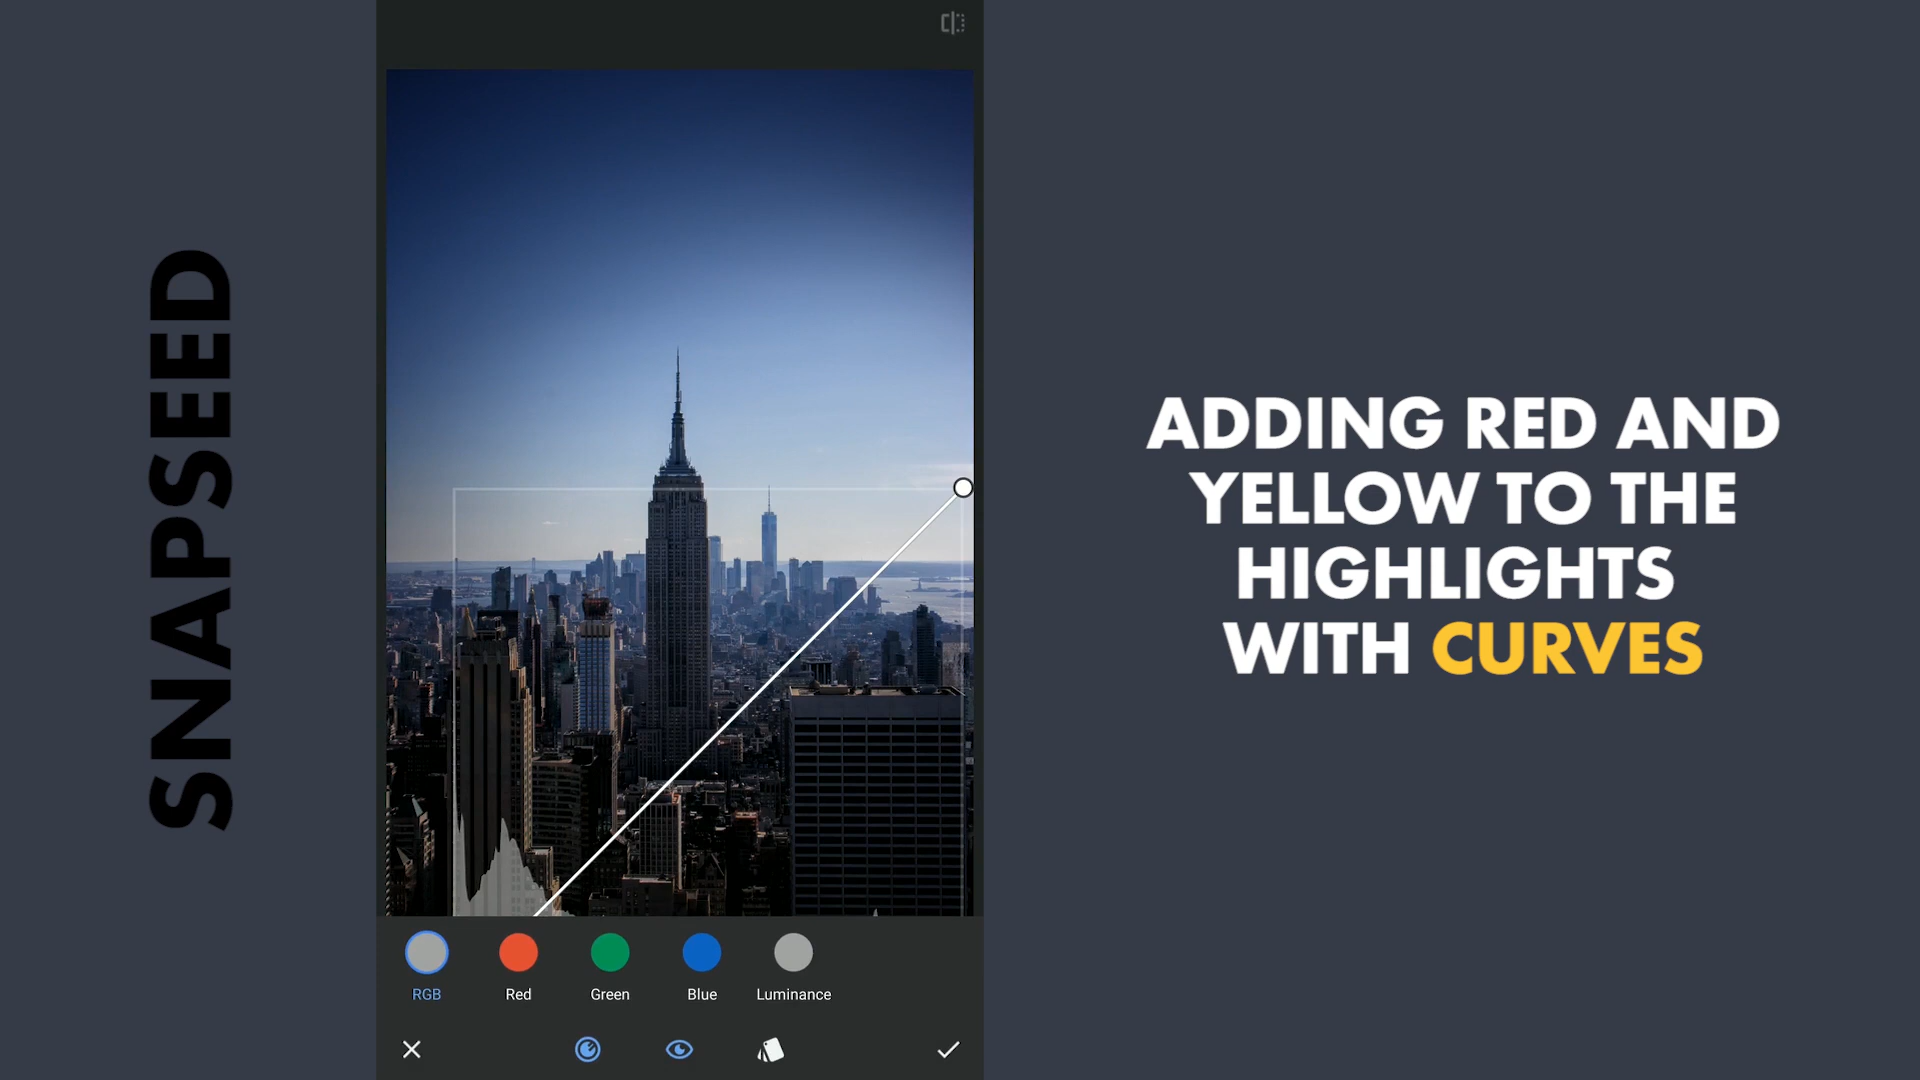 SNAPSEED
RGB
Red
Green
Blue
Luminance
ADDING RED AND
YELLOW TO THE
HIGHLIGHTS
WITH CURVES